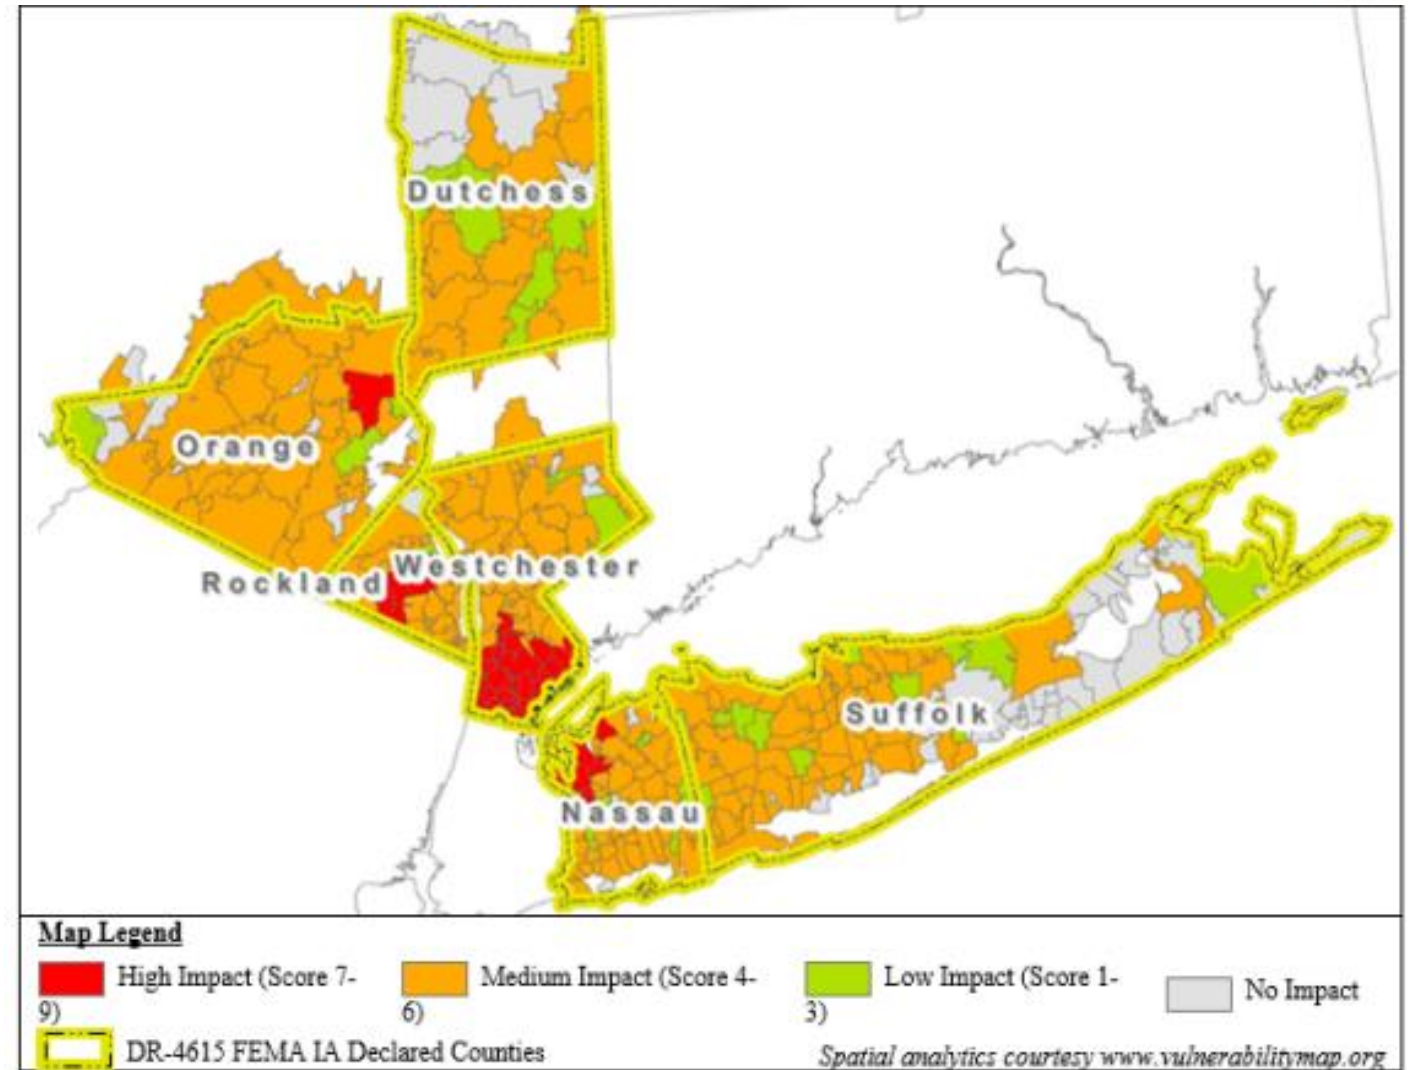 Dutchess
Orange
Westchester
Rockland
Suffolk
Nassau
Map Legend
High Impact (Score 7-
9)
Medium Impact (Score 4-
6)
Low Impact (Score 1-
3)
No Impact
DR-4615 FEMA IA Declared Counties
Spatial analytics courtesy www.vulnerabilitymap.org